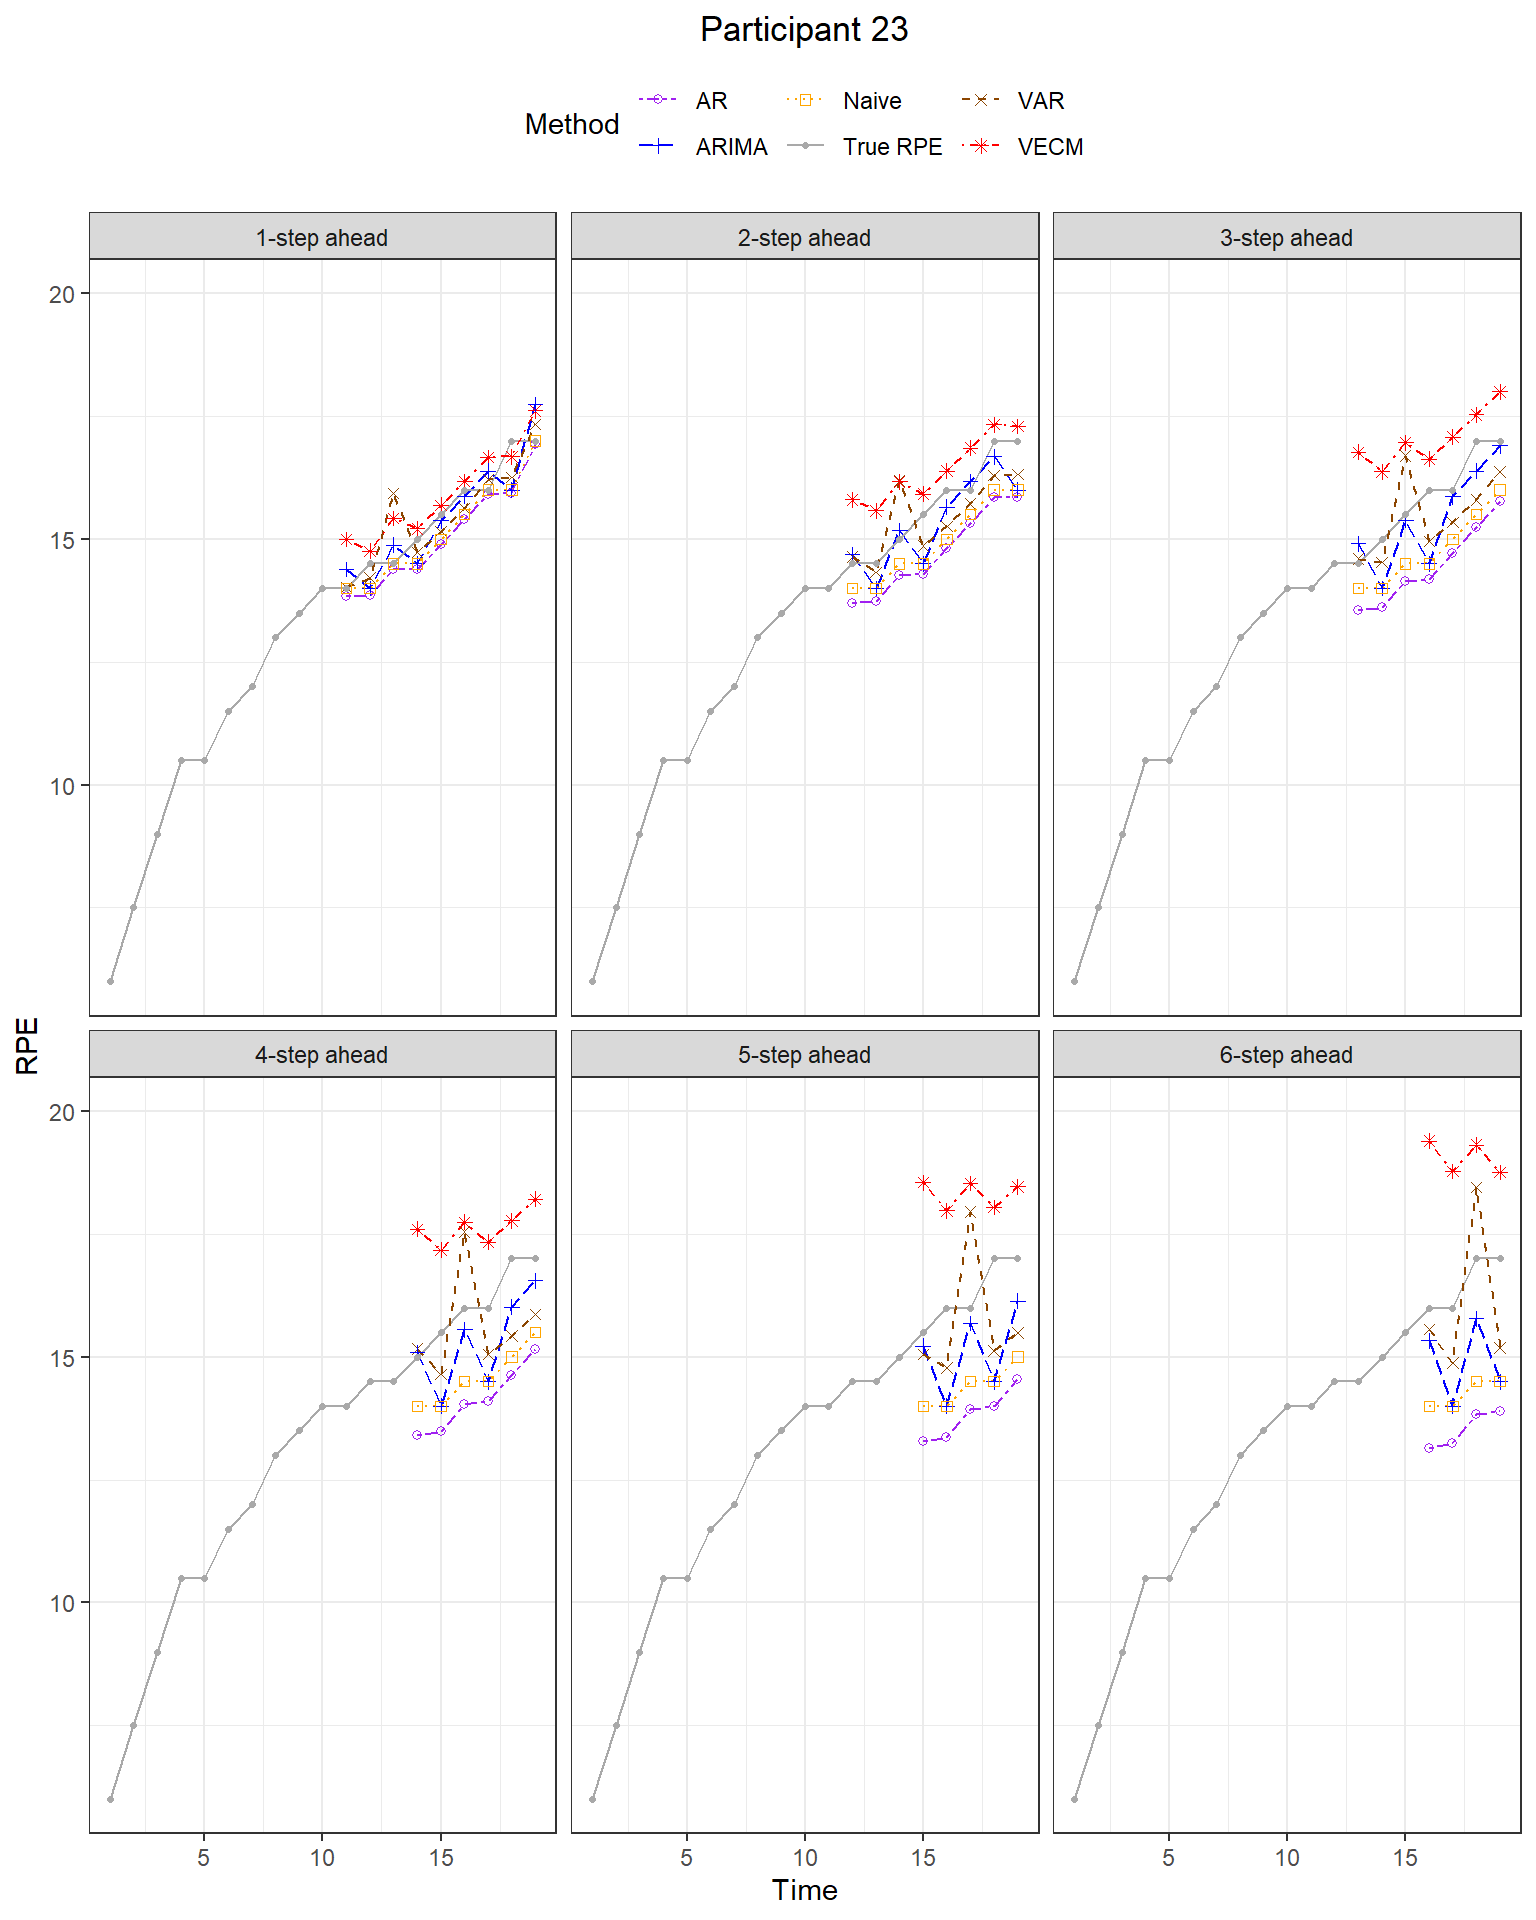 Participant 23
Method
AR
Naive
VAR
ARIMA
True RPE
VECM
1-step ahead
2-step ahead
3-step ahead
20
15
10
RPE
4-step ahead
5-step ahead
6-step ahead
20
15
10
5 10 15
5 10 15
5 10 15
Time